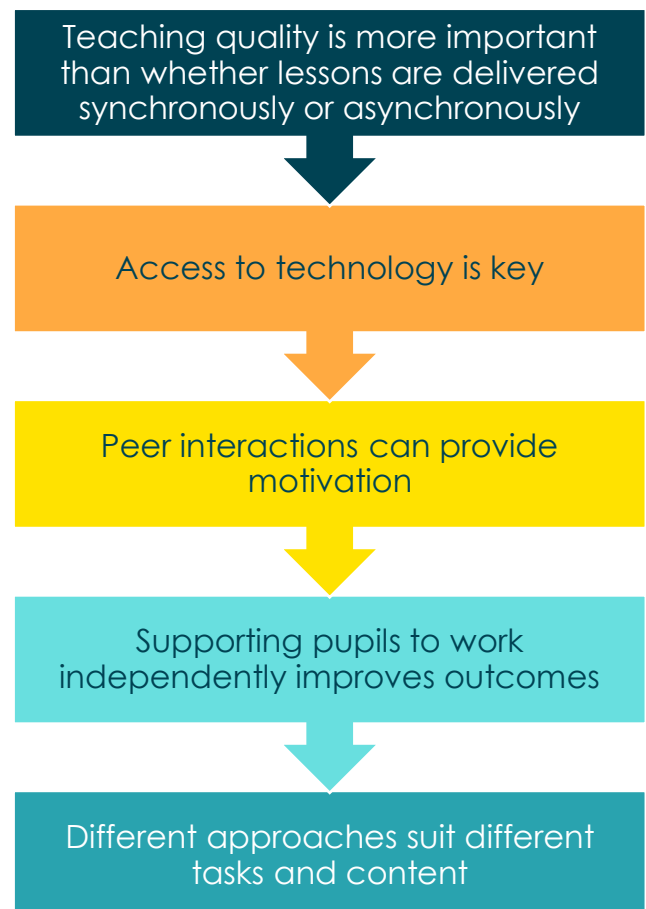 Teaching quality is more important
than whether lessons are delivered
synchronously or asynchronously
Access to technology is key
Peer interactions can provide
motivation
Supporting pupils to work
independently improves outcomes
Different approaches suit different
tasks and content